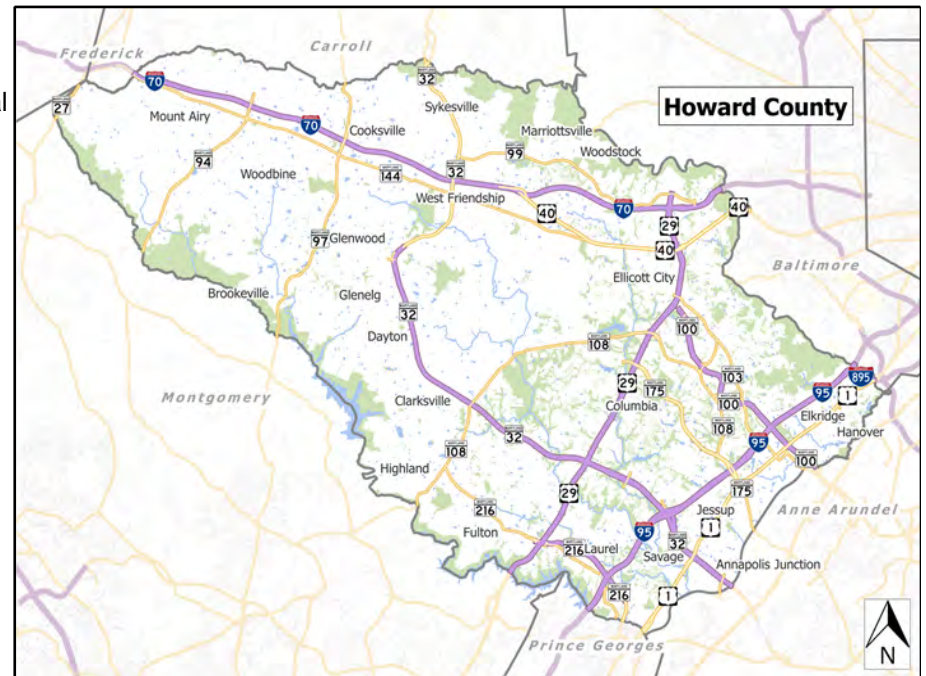 al
Frederick
Carroll
Howard County
70
27
Mount Airy
94
70
Cooksville
Woodbine
144
32
Sykesville
Marriottsville
99
Woodstock
32
West Friendship
40
70
29
40
40
97
Glenwood
Ellicott City
Baltimore
Brookeville
Glenelg
32
Dayton
100
108
Montgomery
Clarksville
29
175
Columbia
103
100
108
95
895
1
Elkridge
Hanover
95
100
108
Highland
32
175
216
29
Fulton
Jessup
1
Anne Arundel
95
32
216
Laurel
Savage
Annapolis Junction
216
1
Prince Georges
N